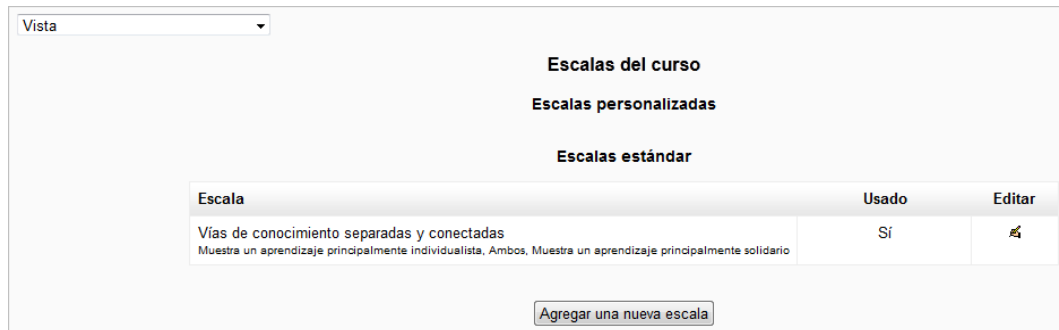 Vista
Escalas del curso
Escalas personalizadas
Escalas estándar
Escala Usado Editar
Vías de conocimiento separadas y conectadas Sí
Muestra un aprendizaje principalmente individualista, Ambos, Muestra un aprendizaje principalmente solidario
Agregar una nueva escala